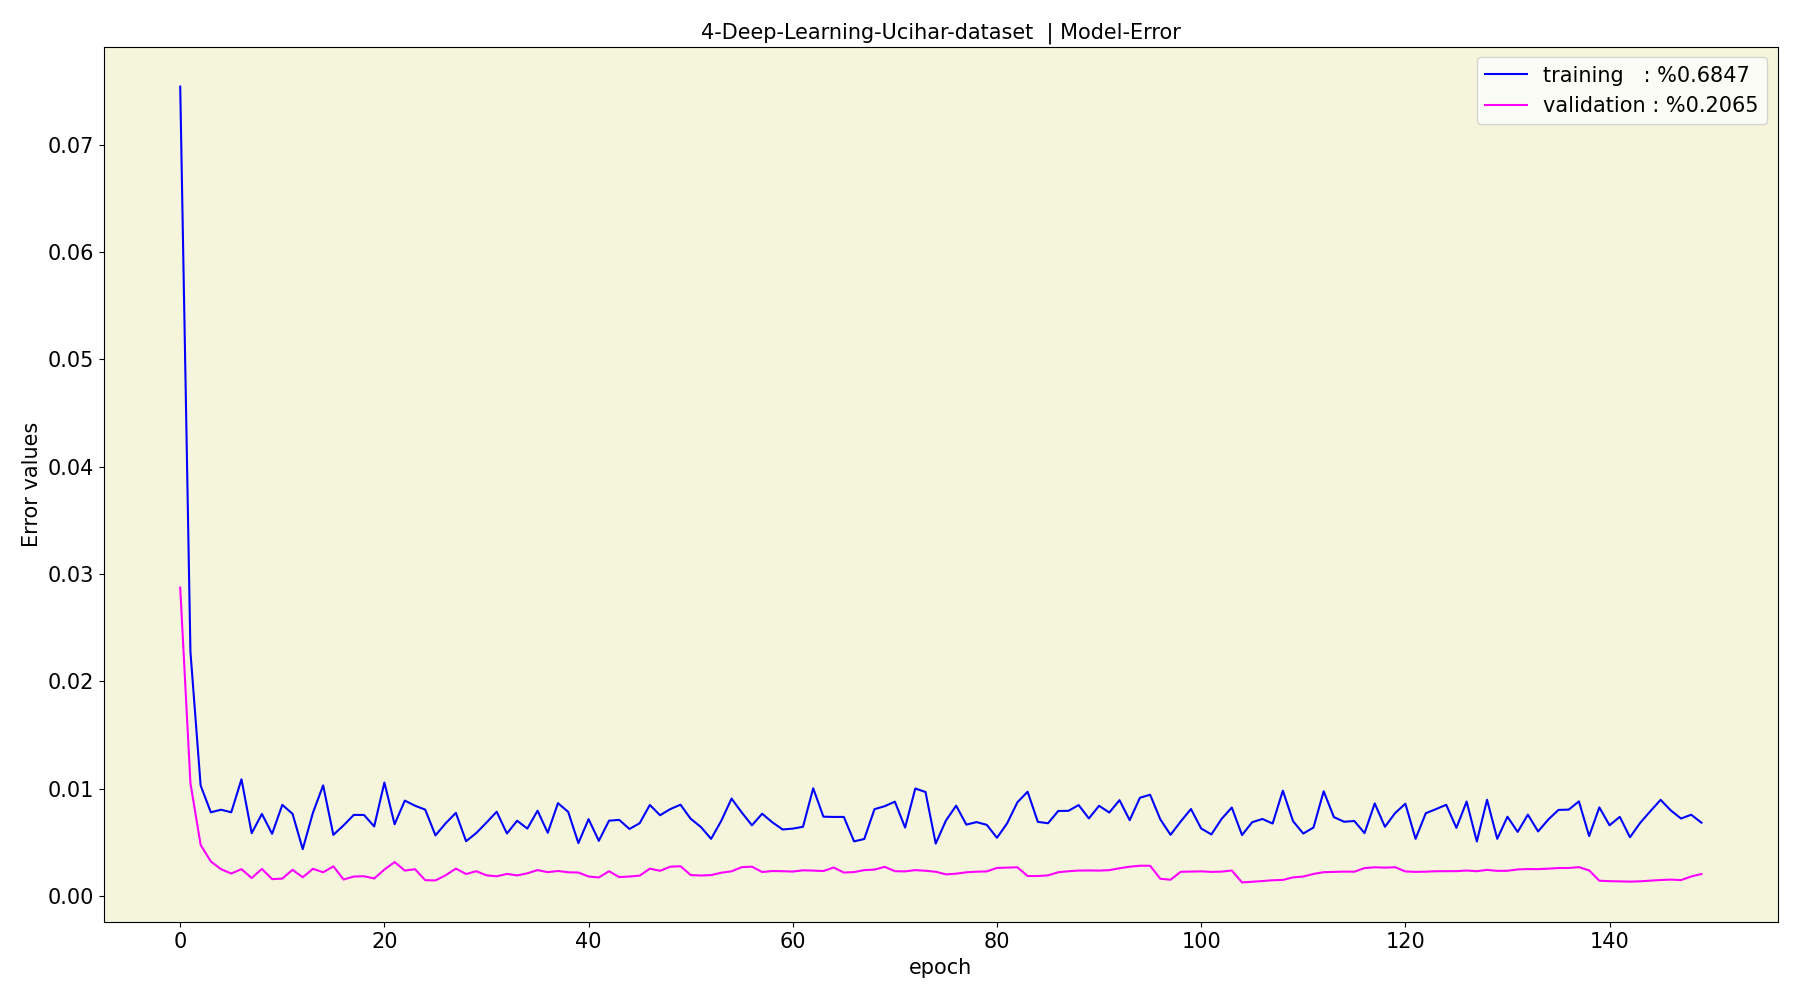 4-Deep-Learning-Ucihar-dataset  | Model-Error
training   : %0.6847
validation : %0.2065
Error values
0.07
0.06
0.05
0.04
0.03
0.02
0.01
0.00
0 20 40 60 80 100 120 140
epoch